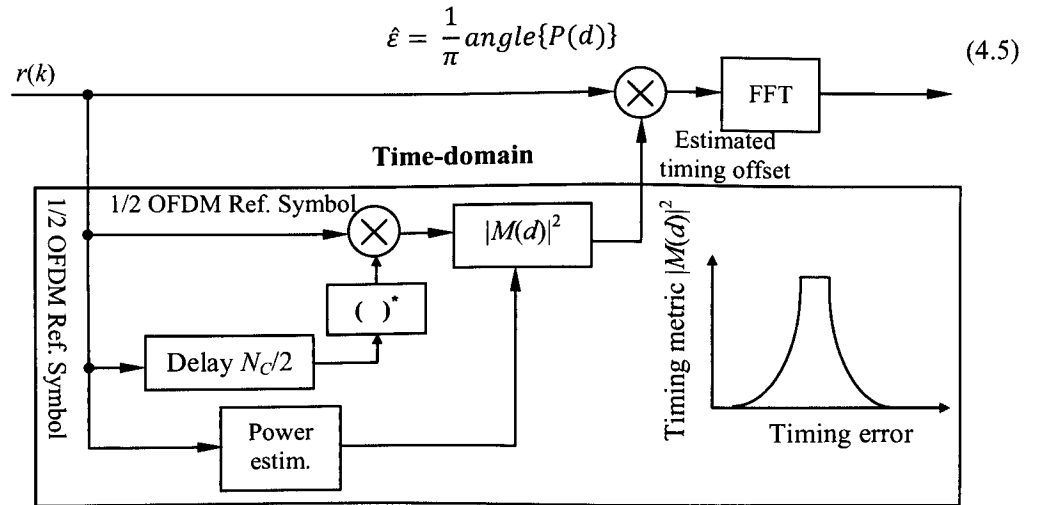 ε̂ = 1/π angle{P(d)}
(4.5)
r(k)
FFT
Estimated
timing offset
Time-domain
1/2 OFDM Ref. Symbol
1/2 OFDM Ref. Symbol
|M(d)|²
( )*
Delay N_C/2
Power
estim.
Timing metric |M(d)|²
Timing error